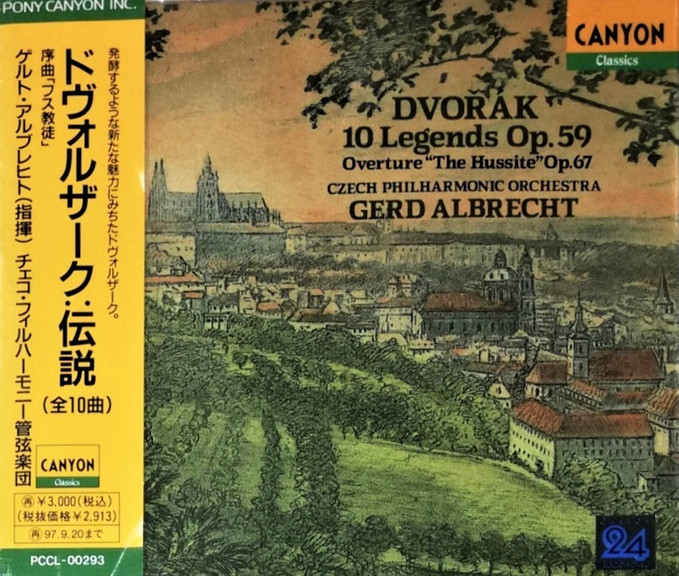 PONY CANYON INC.
発酵するような新たな魅力にみちたドヴォルザーク。
ドヴォルザーク:伝説
(全10曲)
序曲「フス教徒」
ゲルト・アルブレヒト(指揮) チェコ・フィルハーモニー管弦楽団
CANYON
Classics
再¥3,000(税込)
(税抜価格¥2,913)
再97.9.20まで
PCCL-00293
CANYON
Classics
DVOŘÁK
10 Legends Op.59
Overture "The Hussite" Op.67
CZECH PHILHARMONIC ORCHESTRA
GERD ALBRECHT
24